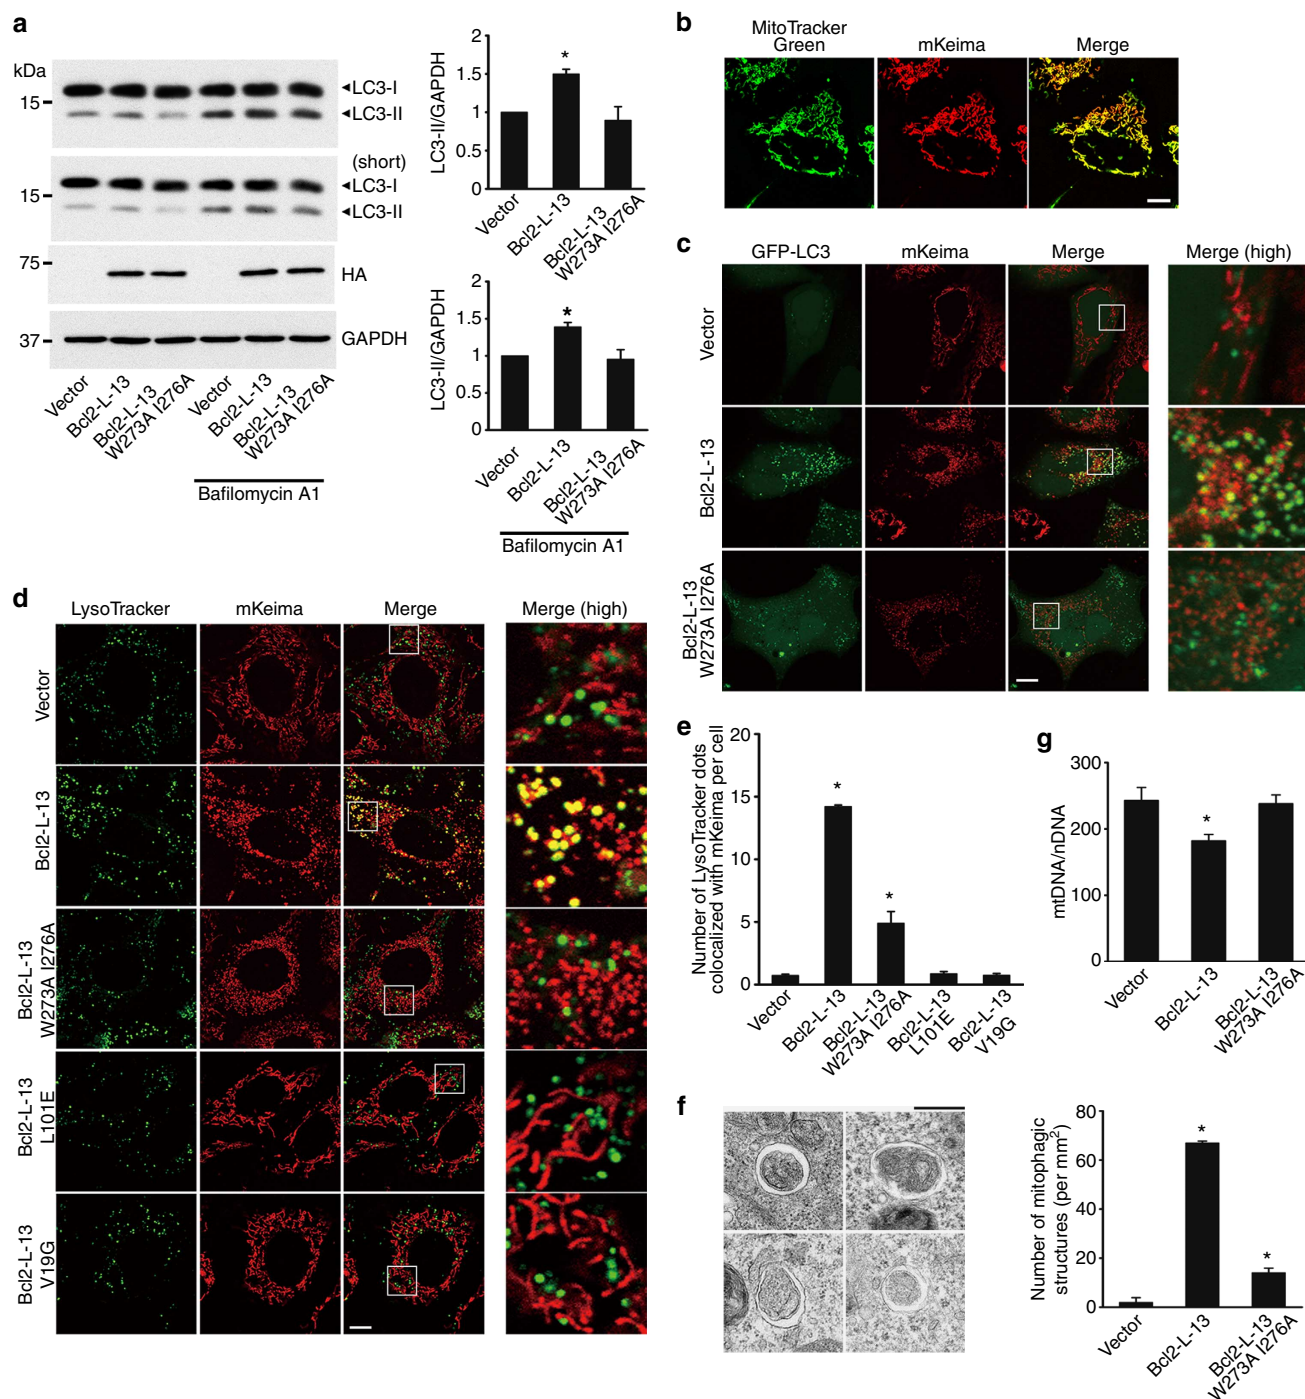 a
kDa
15
LC3-I
LC3-II
(short)
15
LC3-I
LC3-II
75
HA
37
GAPDH
Vector
Bcl2-L-13
Bcl2-L-13
W273A I276A
Vector
Bcl2-L-13
Bcl2-L-13
W273A I276A
Bafilomycin A1
LC3-II/GAPDH
2
1.5
1
0.5
0
*
Vector
Bcl2-L-13
Bcl2-L-13
W273A I276A
LC3-II/GAPDH
2
1.5
1
0.5
0
*
Vector
Bcl2-L-13
Bcl2-L-13
W273A I276A
Bafilomycin A1
b
MitoTracker
Green
mKeima
Merge
c
GFP-LC3
mKeima
Merge
Merge (high)
Vector
Bcl2-L-13
Bcl2-L-13
W273A I276A
d
LysoTracker
mKeima
Merge
Merge (high)
Vector
Bcl2-L-13
Bcl2-L-13
W273A I276A
Bcl2-L-13
L101E
Bcl2-L-13
V19G
e
Number of LysoTracker dots
colocalized with mKeima per cell
20
15
10
5
0
*
*
Vector
Bcl2-L-13
Bcl2-L-13
W273A I276A
Bcl2-L-13
L101E
Bcl2-L-13
V19G
g
mtDNA/nDNA
300
200
100
0
*
Vector
Bcl2-L-13
Bcl2-L-13
W273A I276A
f
Number of mitophagic
structures (per mm2)
80
60
40
20
0
*
*
Vector
Bcl2-L-13
Bcl2-L-13
W273A I276A